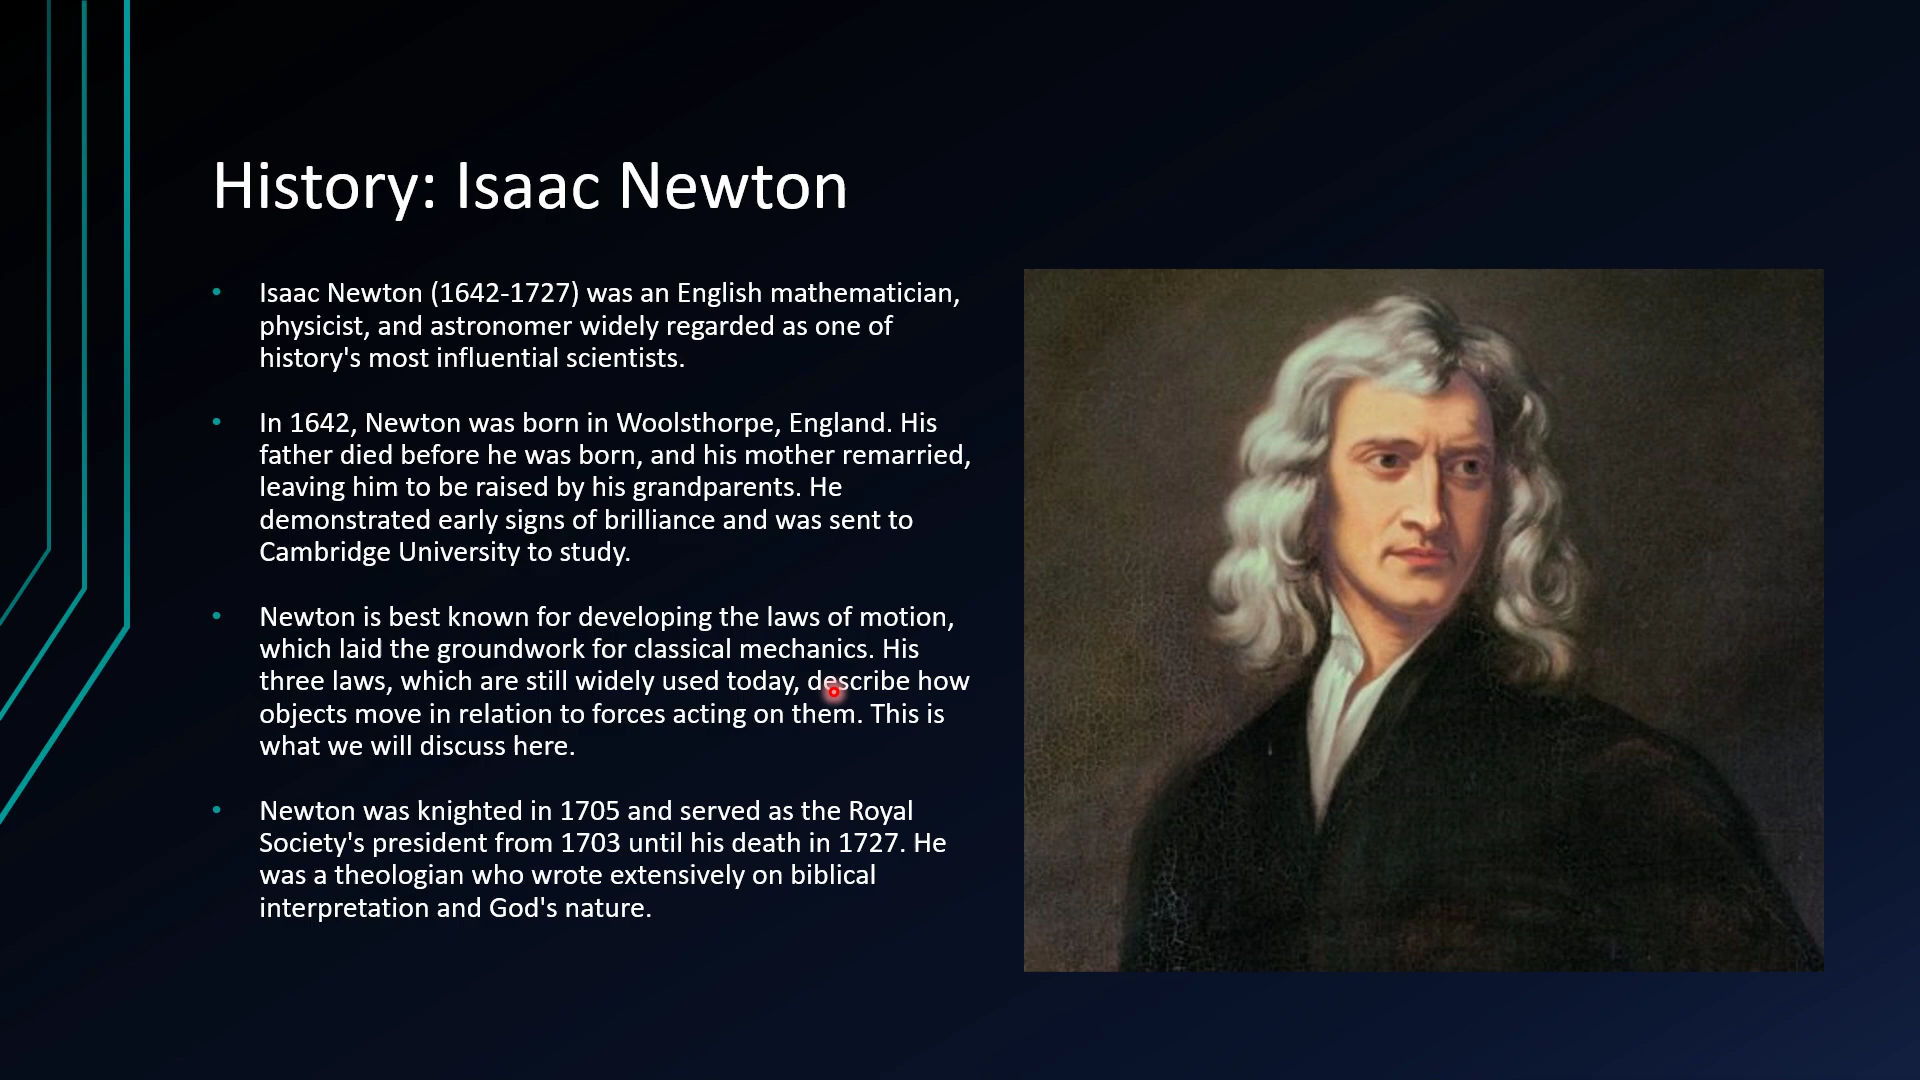 History: Isaac Newton
• Isaac Newton (1642-1727) was an English mathematician,
physicist, and astronomer widely regarded as one of
history's most influential scientists.
• In 1642, Newton was born in Woolsthorpe, England. His
father died before he was born, and his mother remarried,
leaving him to be raised by his grandparents. He
demonstrated early signs of brilliance and was sent to
Cambridge University to study.
• Newton is best known for developing the laws of motion,
which laid the groundwork for classical mechanics. His
three laws, which are still widely used today, describe how
objects move in relation to forces acting on them. This is
what we will discuss here.
• Newton was knighted in 1705 and served as the Royal
Society's president from 1703 until his death in 1727. He
was a theologian who wrote extensively on biblical
interpretation and God's nature.